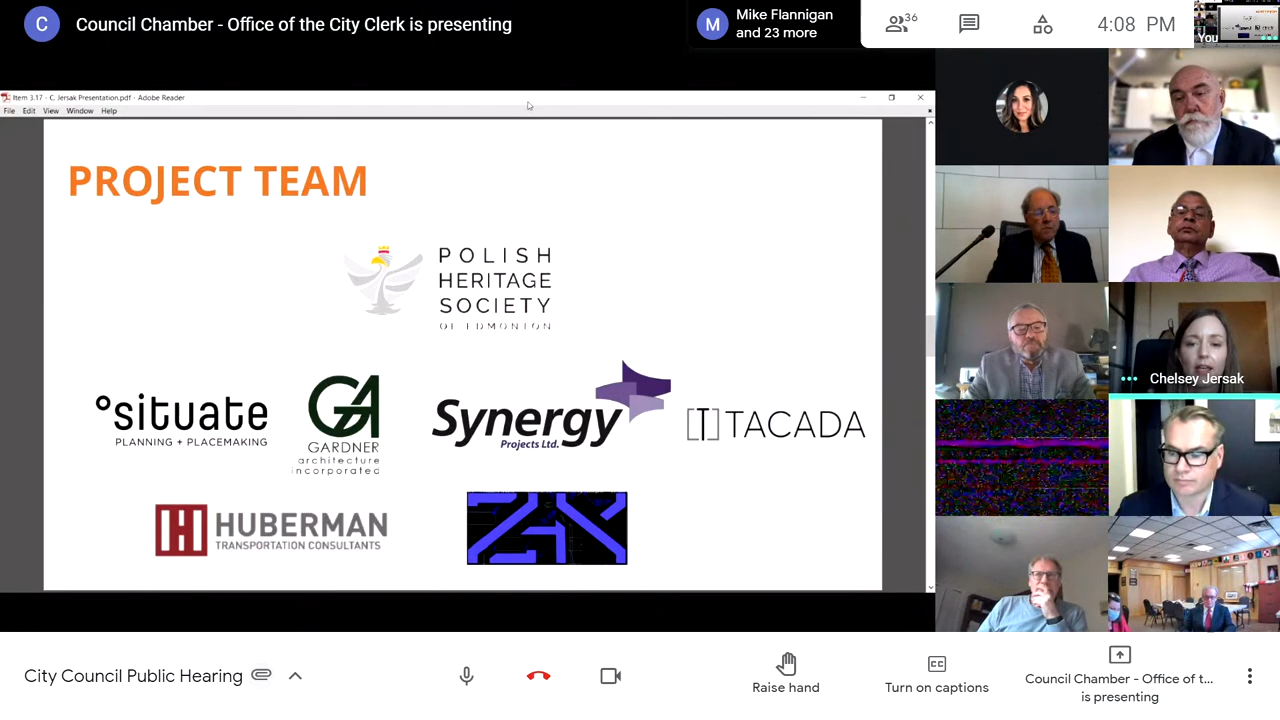 C
Council Chamber - Office of the City Clerk is presenting
M
Mike Flannigan
and 23 more
36
4:08 PM
You
Item 3.17 - C. Jersak Presentation.pdf - Adobe Reader
File Edit View Window Help
PROJECT TEAM
POLISH
HERITAGE
SOCIETY
OF EDMONTON
°situate
PLANNING + PLACEMAKING
GA
GARDNER
architecture
incorporated
Synergy
Projects Ltd.
[T] TACADA
H HUBERMAN
TRANSPORTATION CONSULTANTS
Chelsey Jersak
City Council Public Hearing
Raise hand
Turn on captions
Council Chamber - Office of t...
is presenting